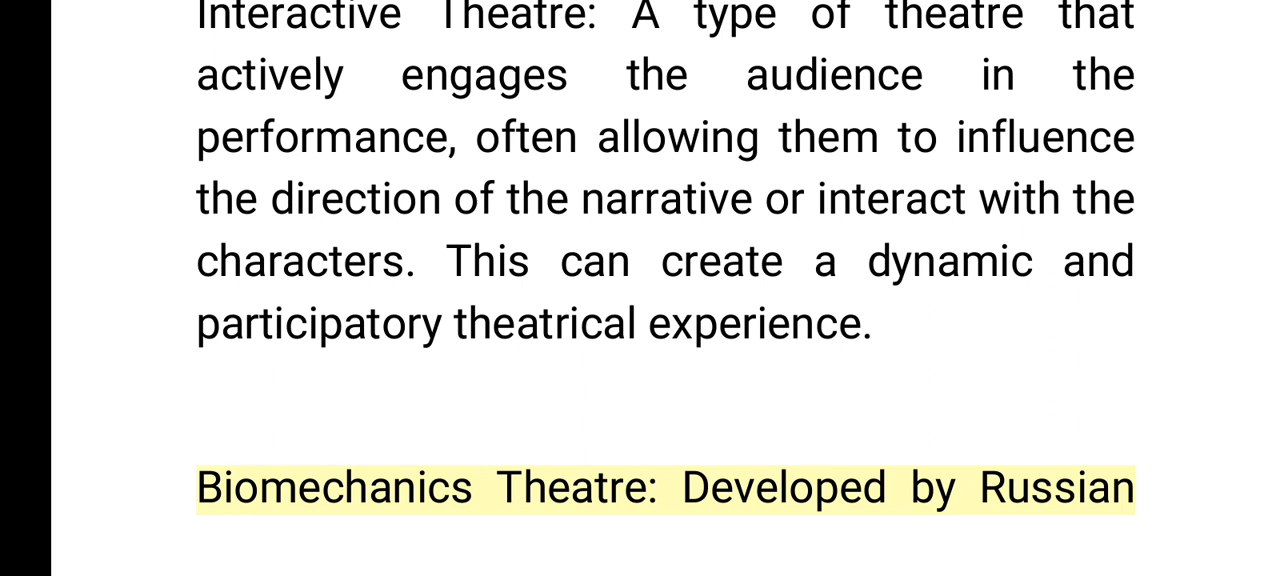 Interactive Theatre: A type of theatre that
actively engages the audience in the
performance, often allowing them to influence
the direction of the narrative or interact with the
characters. This can create a dynamic and
participatory theatrical experience.
Biomechanics Theatre: Developed by Russian